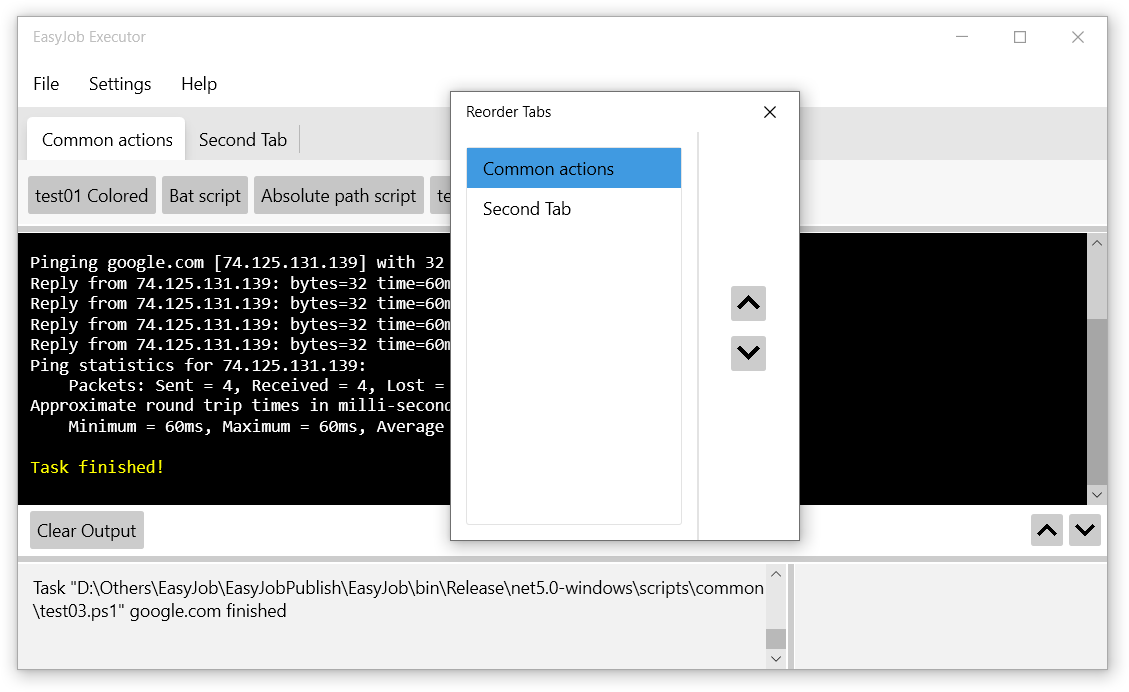 EasyJob Executor
File Settings Help
Reorder Tabs
Common actions Second Tab
Common actions
Second Tab
test01 Colored Bat script Absolute path script
Pinging google.com [74.125.131.139] with 32
Reply from 74.125.131.139: bytes=32 time=60m
Reply from 74.125.131.139: bytes=32 time=60m
Reply from 74.125.131.139: bytes=32 time=60m
Reply from 74.125.131.139: bytes=32 time=60m
Ping statistics for 74.125.131.139:
Packets: Sent = 4, Received = 4, Lost =
Approximate round trip times in milli-second
Minimum = 60ms, Maximum = 60ms, Average
Task finished!
Clear Output
Task "D:\Others\EasyJob\EasyJobPublish\EasyJob\bin\Release\net5.0-windows\scripts\common
\test03.ps1" google.com finished